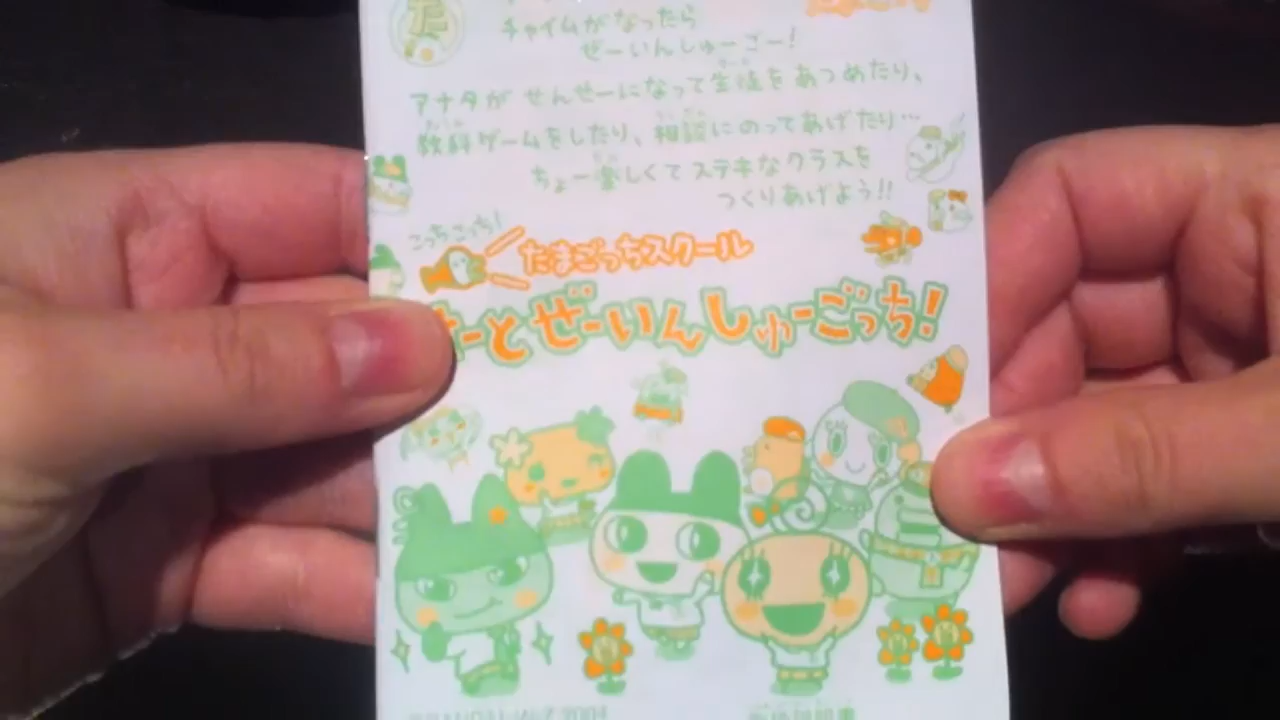 た
チャイムがなったら
ぜーいんしゅーごー!
アナタが せんせーになって生徒をあつめたり、
教科ゲームをしたり、相談にのってあげたり…
ちょー楽しくてステキなクラスを
つくりあげよう!!
こっちごっち!
たまごっちスクール
ーと ぜーいんしゅーごっち!